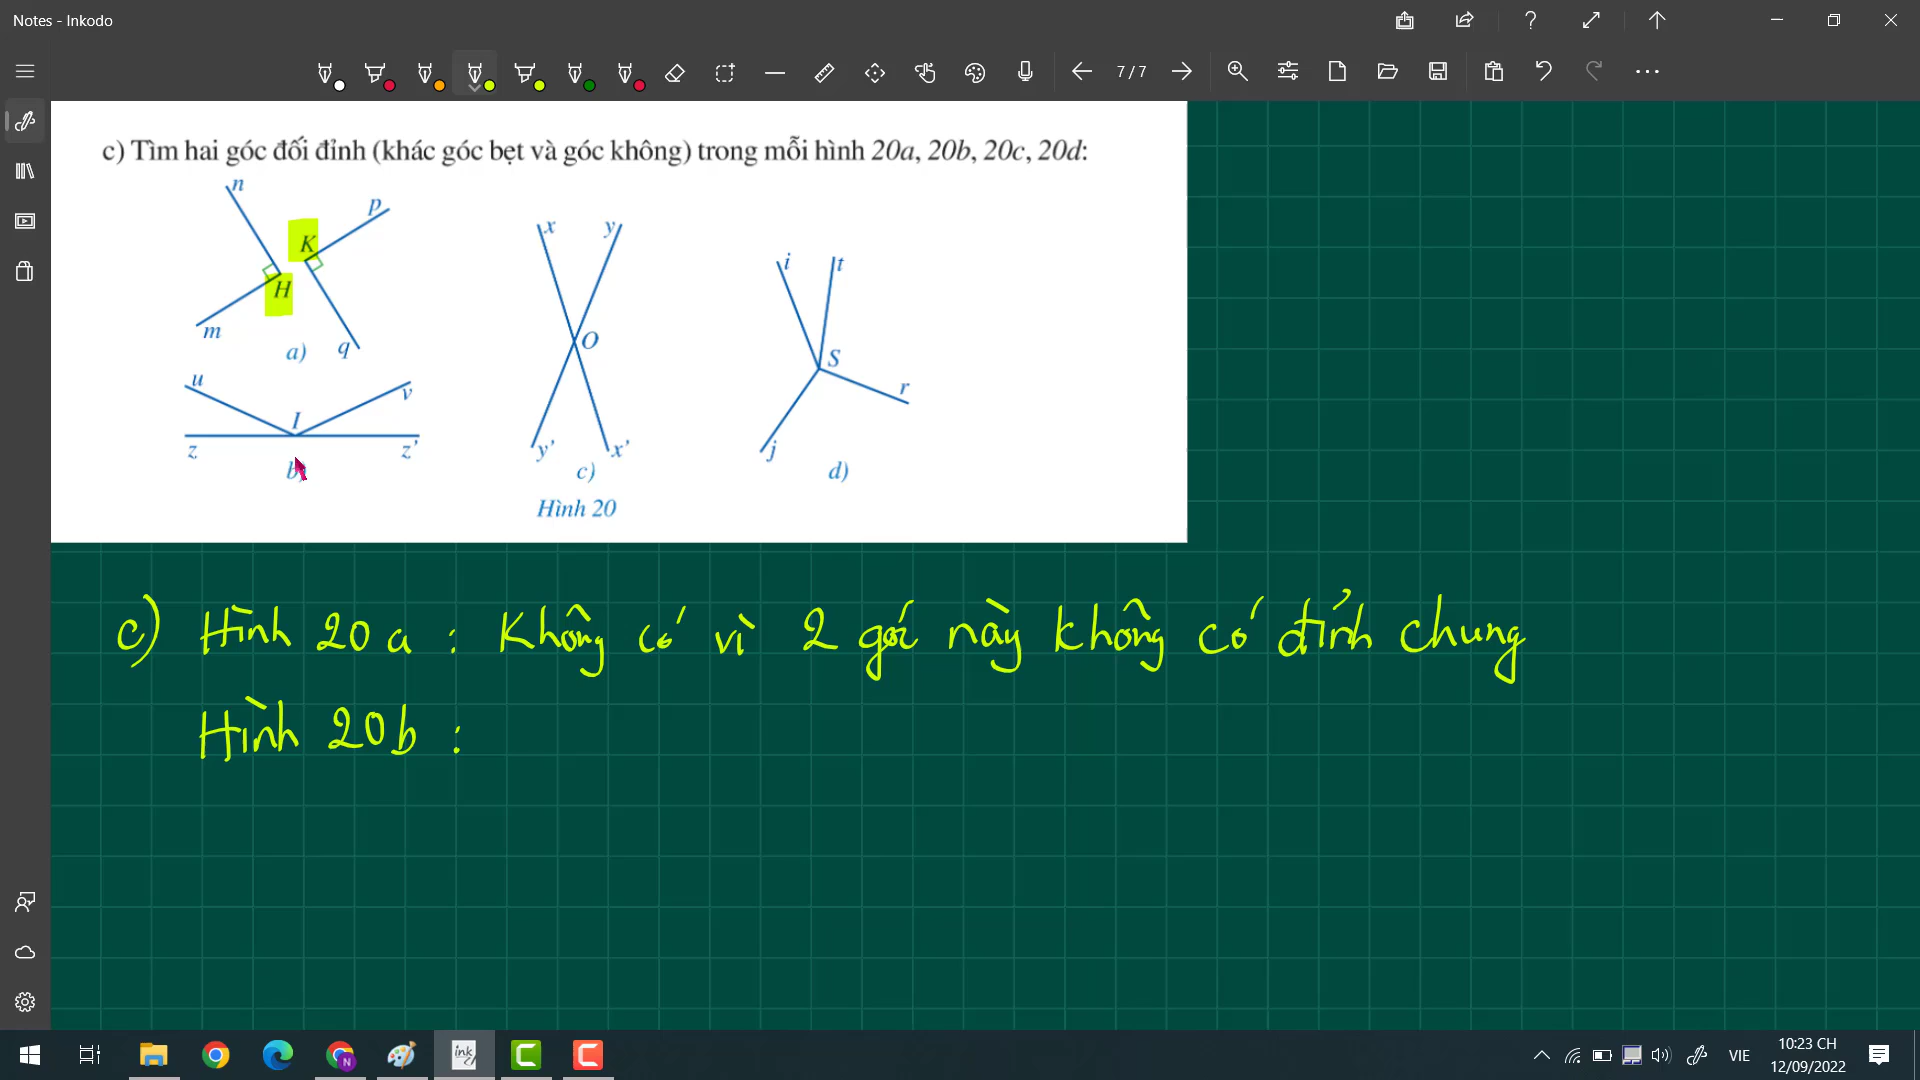 Notes - Inkodo
7 / 7
c) Tìm hai góc đối đỉnh (khác góc bẹt và góc không) trong mỗi hình 20a, 20b, 20c, 20d:
n
p
K
H
m
q
a)
u
v
I
z
z'
b)
x
y
O
y'
x'
c)
i
t
S
r
j
d)
Hình 20
c) Hình 20 a : Không có vì 2 góc này không có đỉnh chung
Hình 20b :
ink
VIE
10:23 CH
12/09/2022